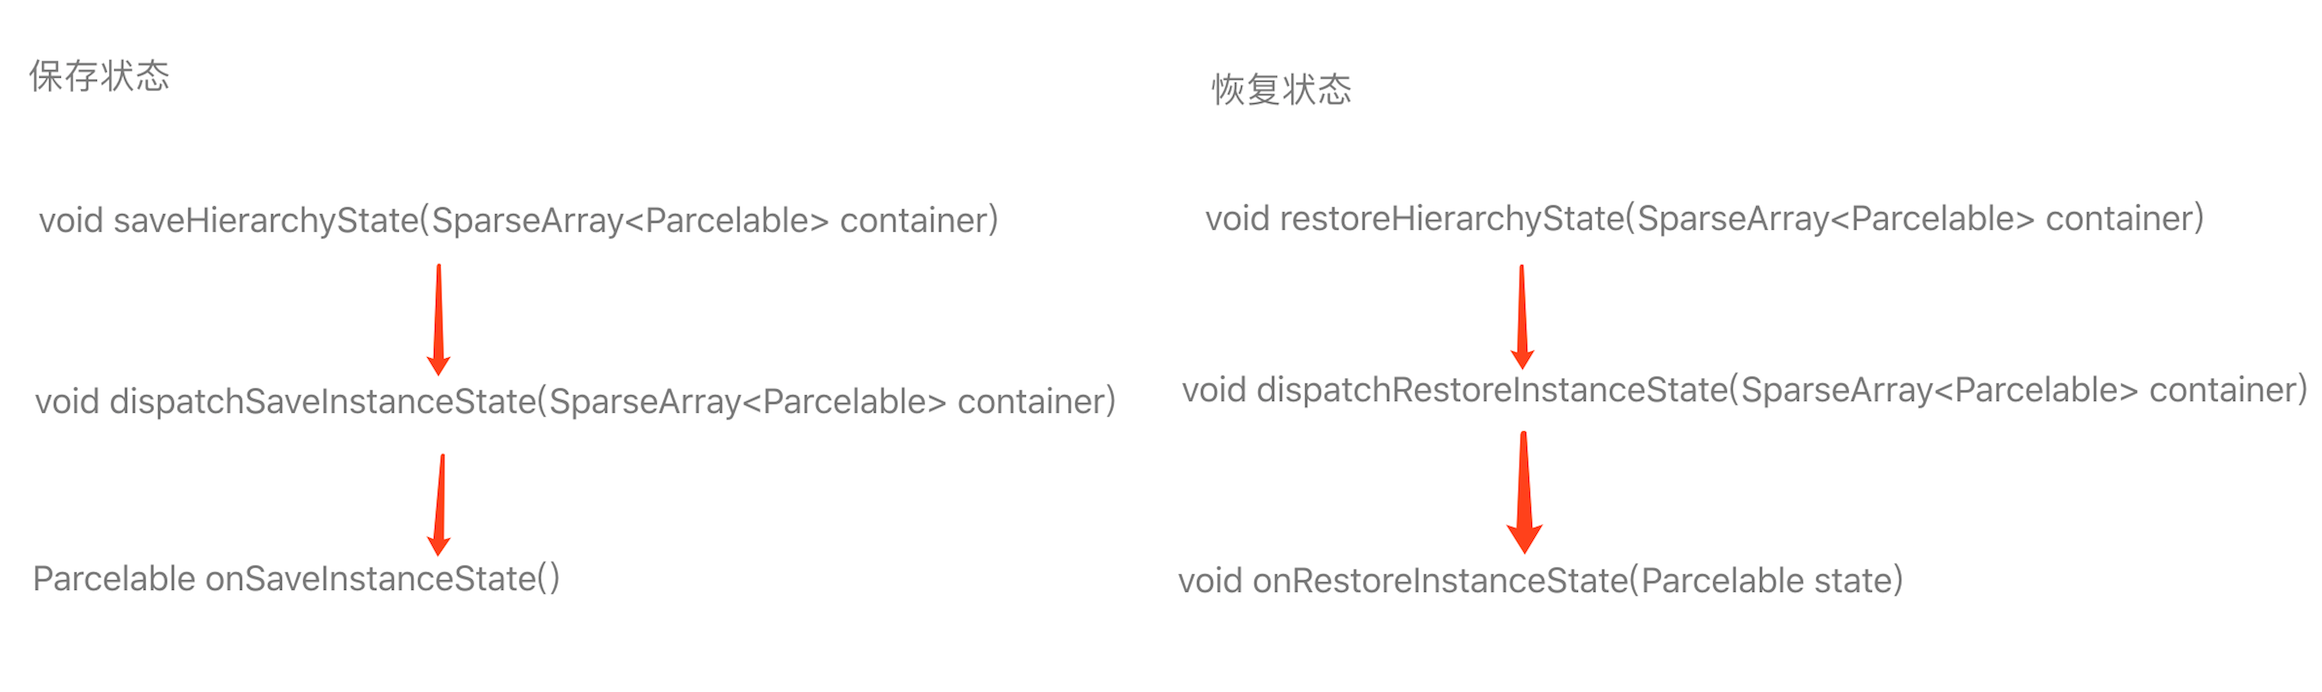 保存状态
void saveHierarchyState(SparseArray<Parcelable> container)
void dispatchSaveInstanceState(SparseArray<Parcelable> container)
Parcelable onSaveInstanceState()
恢复状态
void restoreHierarchyState(SparseArray<Parcelable> container)
void dispatchRestoreInstanceState(SparseArray<Parcelable> container)
void onRestoreInstanceState(Parcelable state)